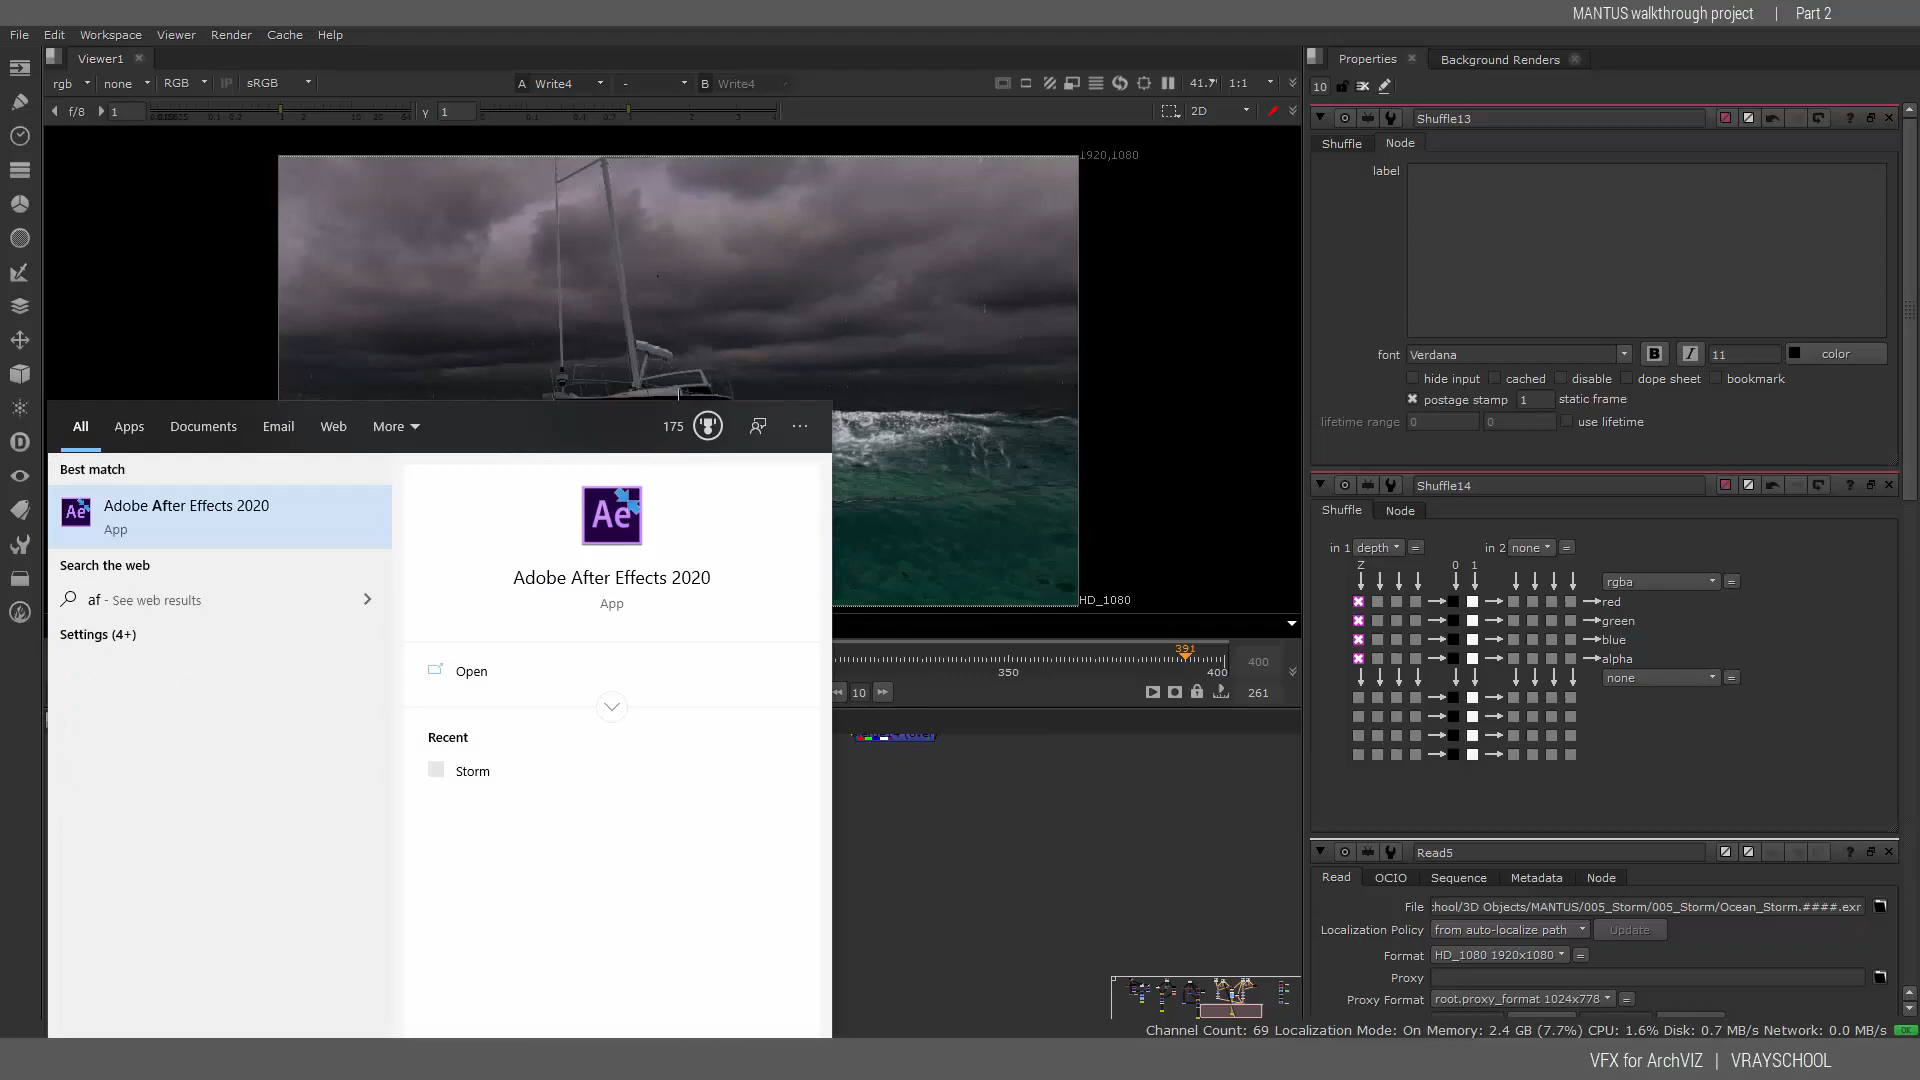 MANTUS walkthrough project | Part 2
File Edit Workspace Viewer Render Cache Help
Viewer1
rgb none RGB IP sRGB A Write4 - B Write4 1:1
f/8 1 γ 1 2D
1920,1080
HD_1080
All Apps Documents Email Web More 175
Best match
Adobe After Effects 2020
App
Search the web
af - See web results
Settings (4+)
Ae
Adobe After Effects 2020
App
Open
Recent
Storm
391
350 400 400
10 261
Properties Background Renders
10
Shuffle13
Shuffle Node
label
font Verdana B I 11 color
hide input cached disable dope sheet bookmark
postage stamp 1 static frame
lifetime range 0 0 use lifetime
Shuffle14
Shuffle Node
in 1 depth = in 2 none =
Z 0 1
rgba =
red
green
blue
alpha
none =
Read5
Read OCIO Sequence Metadata Node
File :hool/3D Objects/MANTUS/005_Storm/005_Storm/Ocean_Storm.####.exr
Localization Policy from auto-localize path Update
Format HD_1080 1920x1080 =
Proxy
Proxy Format root.proxy_format 1024x778 =
Channel Count: 69 Localization Mode: On Memory: 2.4 GB (7.7%) CPU: 1.6% Disk: 0.7 MB/s Network: 0.0 MB/s
VFX for ArchVIZ | VRAYSCHOOL